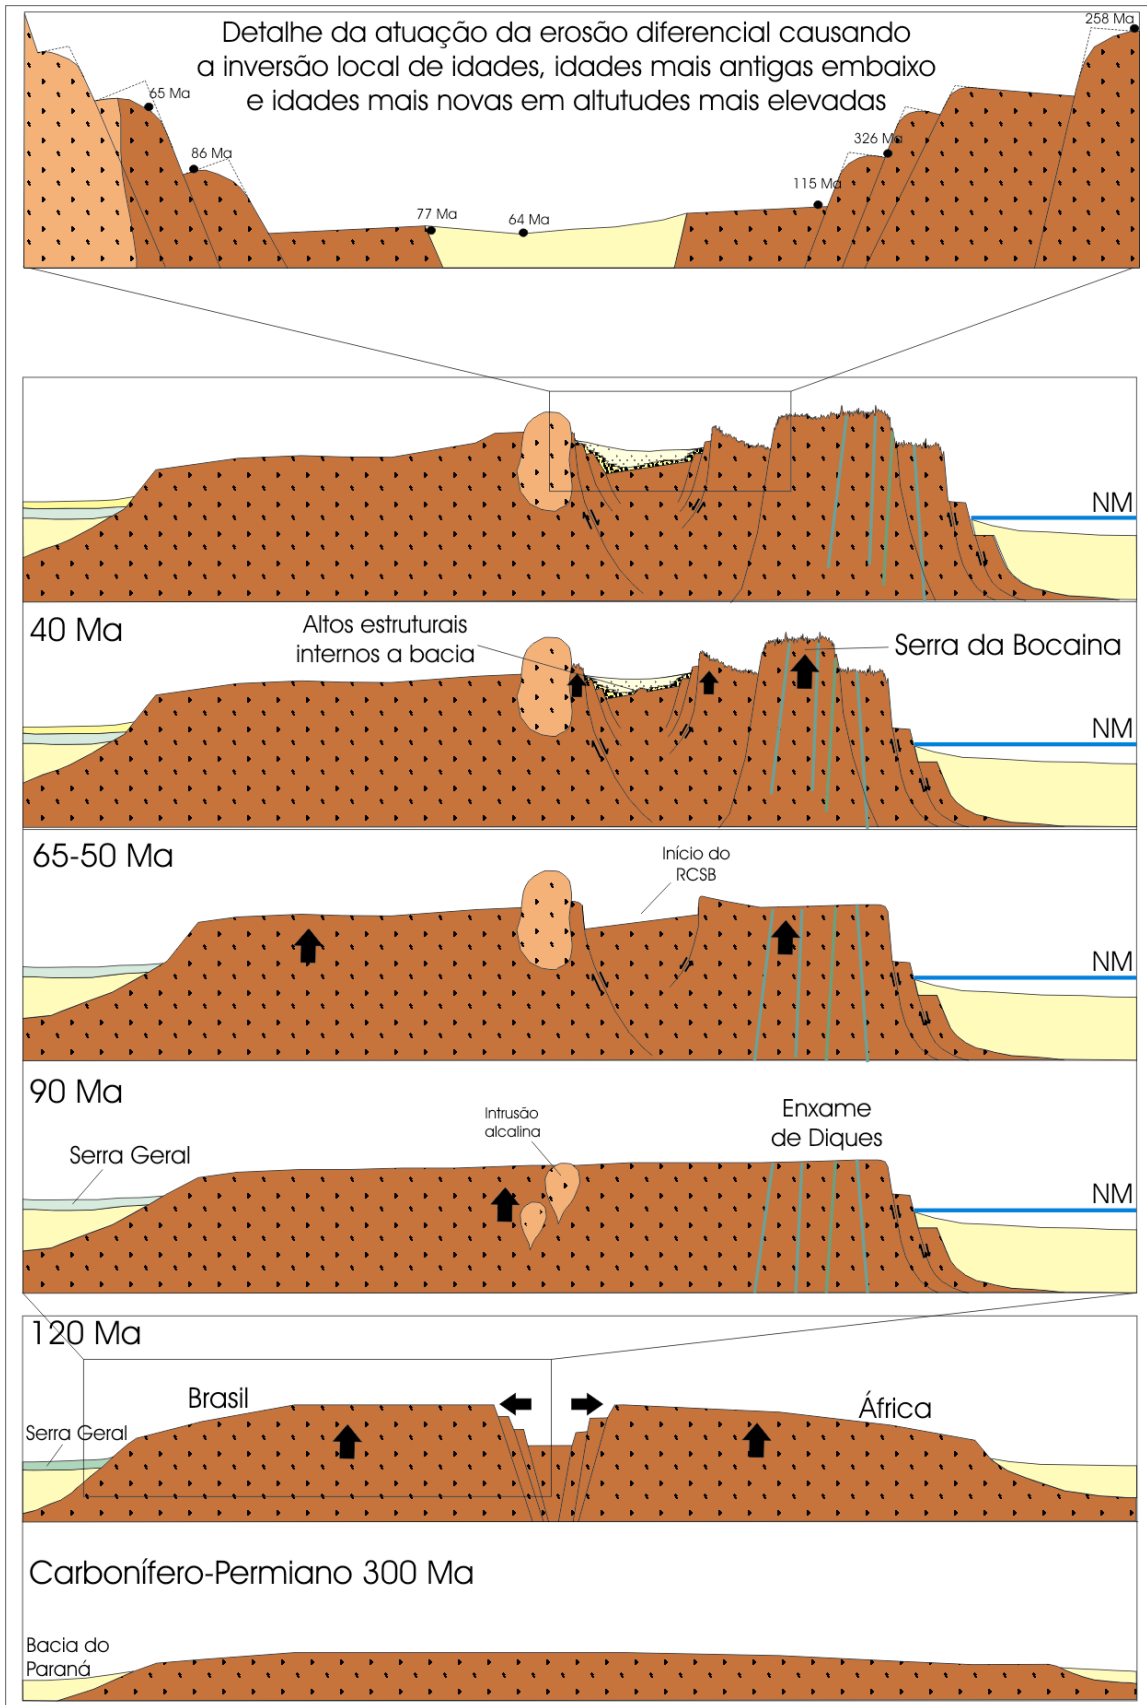 Detalhe da atuação da erosão diferencial causando
a inversão local de idades, idades mais antigas embaixo
e idades mais novas em altutudes mais elevadas
258 Ma
65 Ma
86 Ma
326 Ma
115 Ma
77 Ma
64 Ma
NM
40 Ma
Altos estruturais
internos a bacia
Serra da Bocaina
NM
65-50 Ma
Início do
RCSB
NM
90 Ma
Intrusão
alcalina
Enxame
de Diques
Serra Geral
NM
120 Ma
Brasil
África
Serra Geral
Carbonífero-Permiano 300 Ma
Bacia do
Paraná